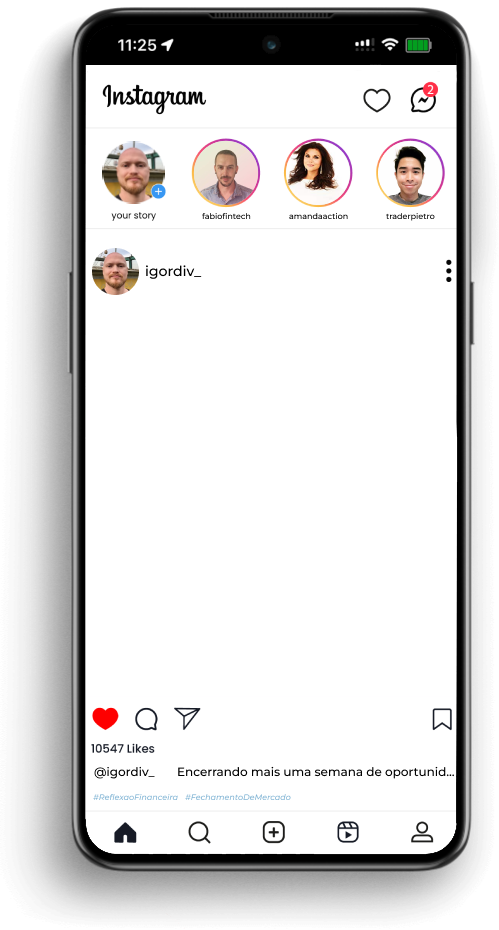 11:25
Instagram
2
your story
fabiofintech
amandaaction
traderpietro
igordiv_
10547 Likes
@igordiv_ Encerrando mais uma semana de oportunid...
#ReflexaoFinanceira #FechamentoDeMercado